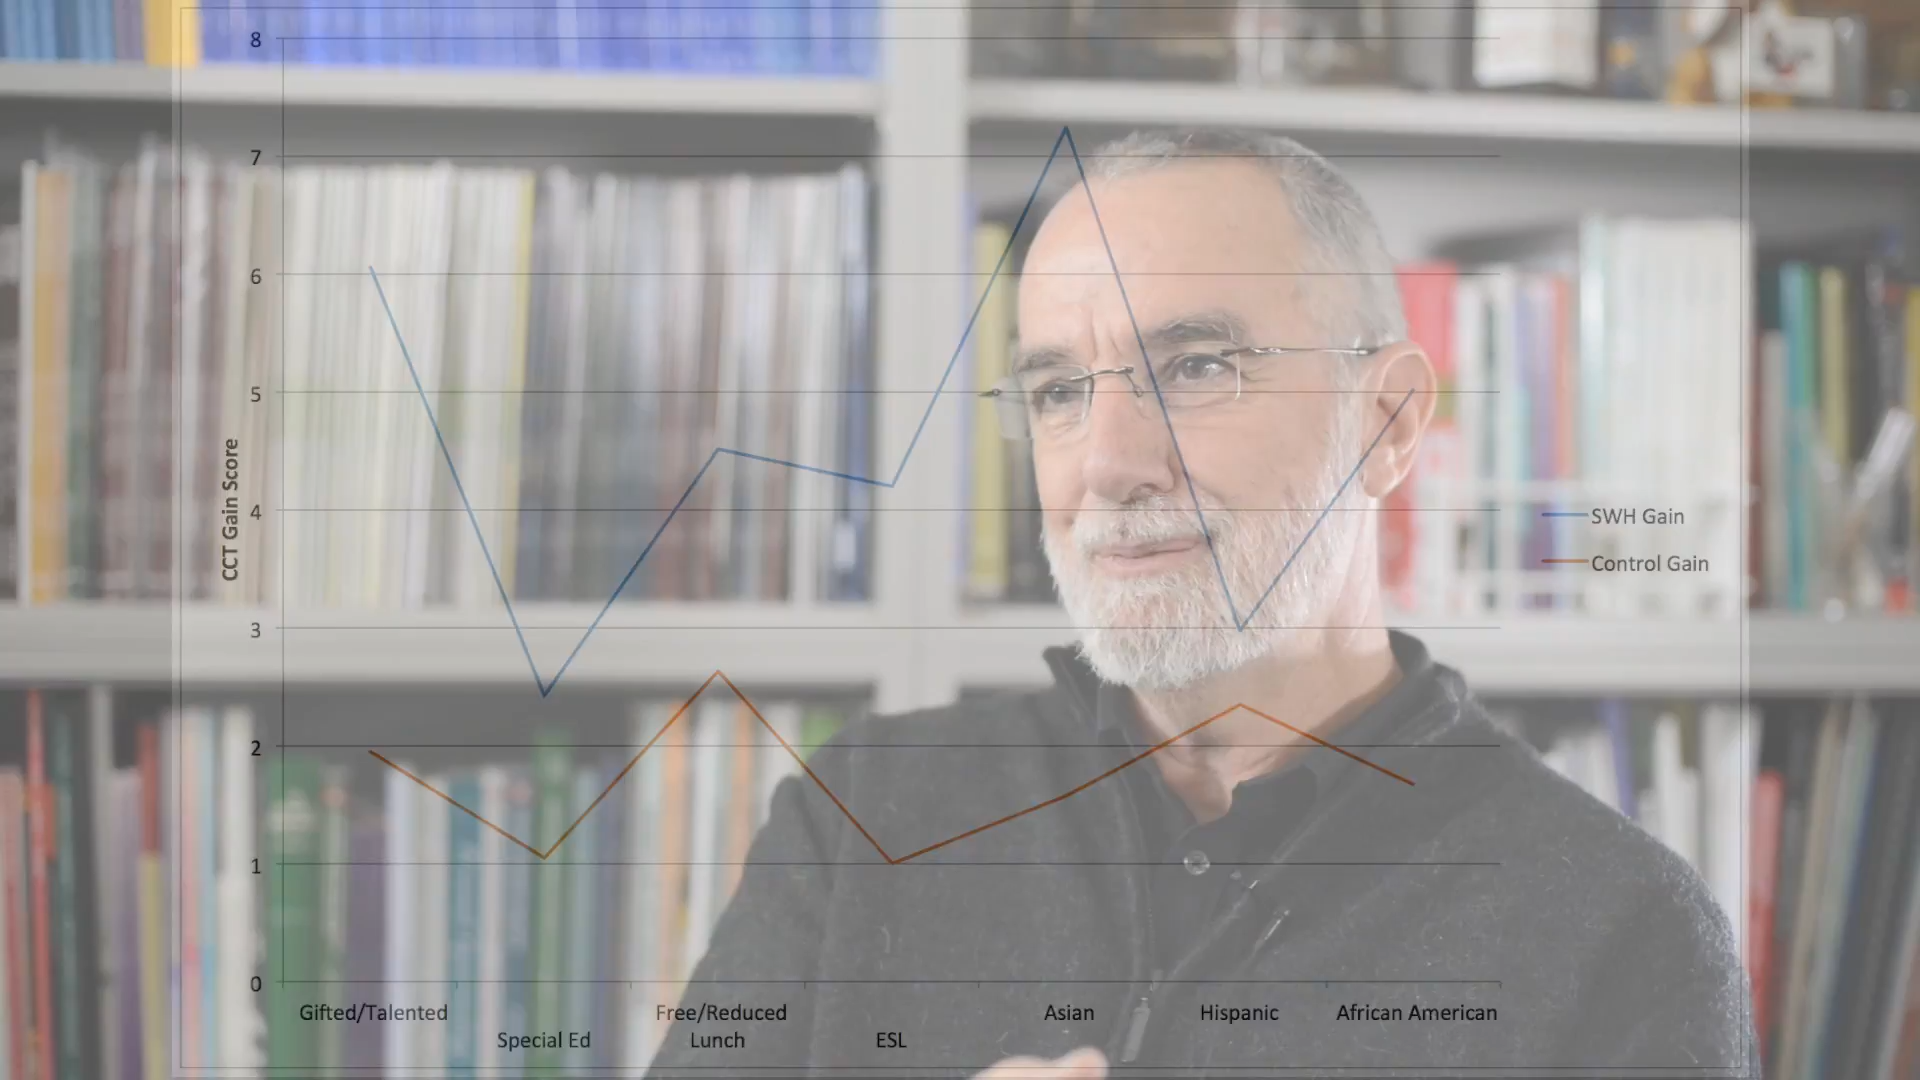 8
7
6
5
4
3
2
1
0
CCT Gain Score
SWH Gain
Control Gain
Gifted/Talented
Special Ed
Free/Reduced
Lunch
ESL
Asian
Hispanic
African American